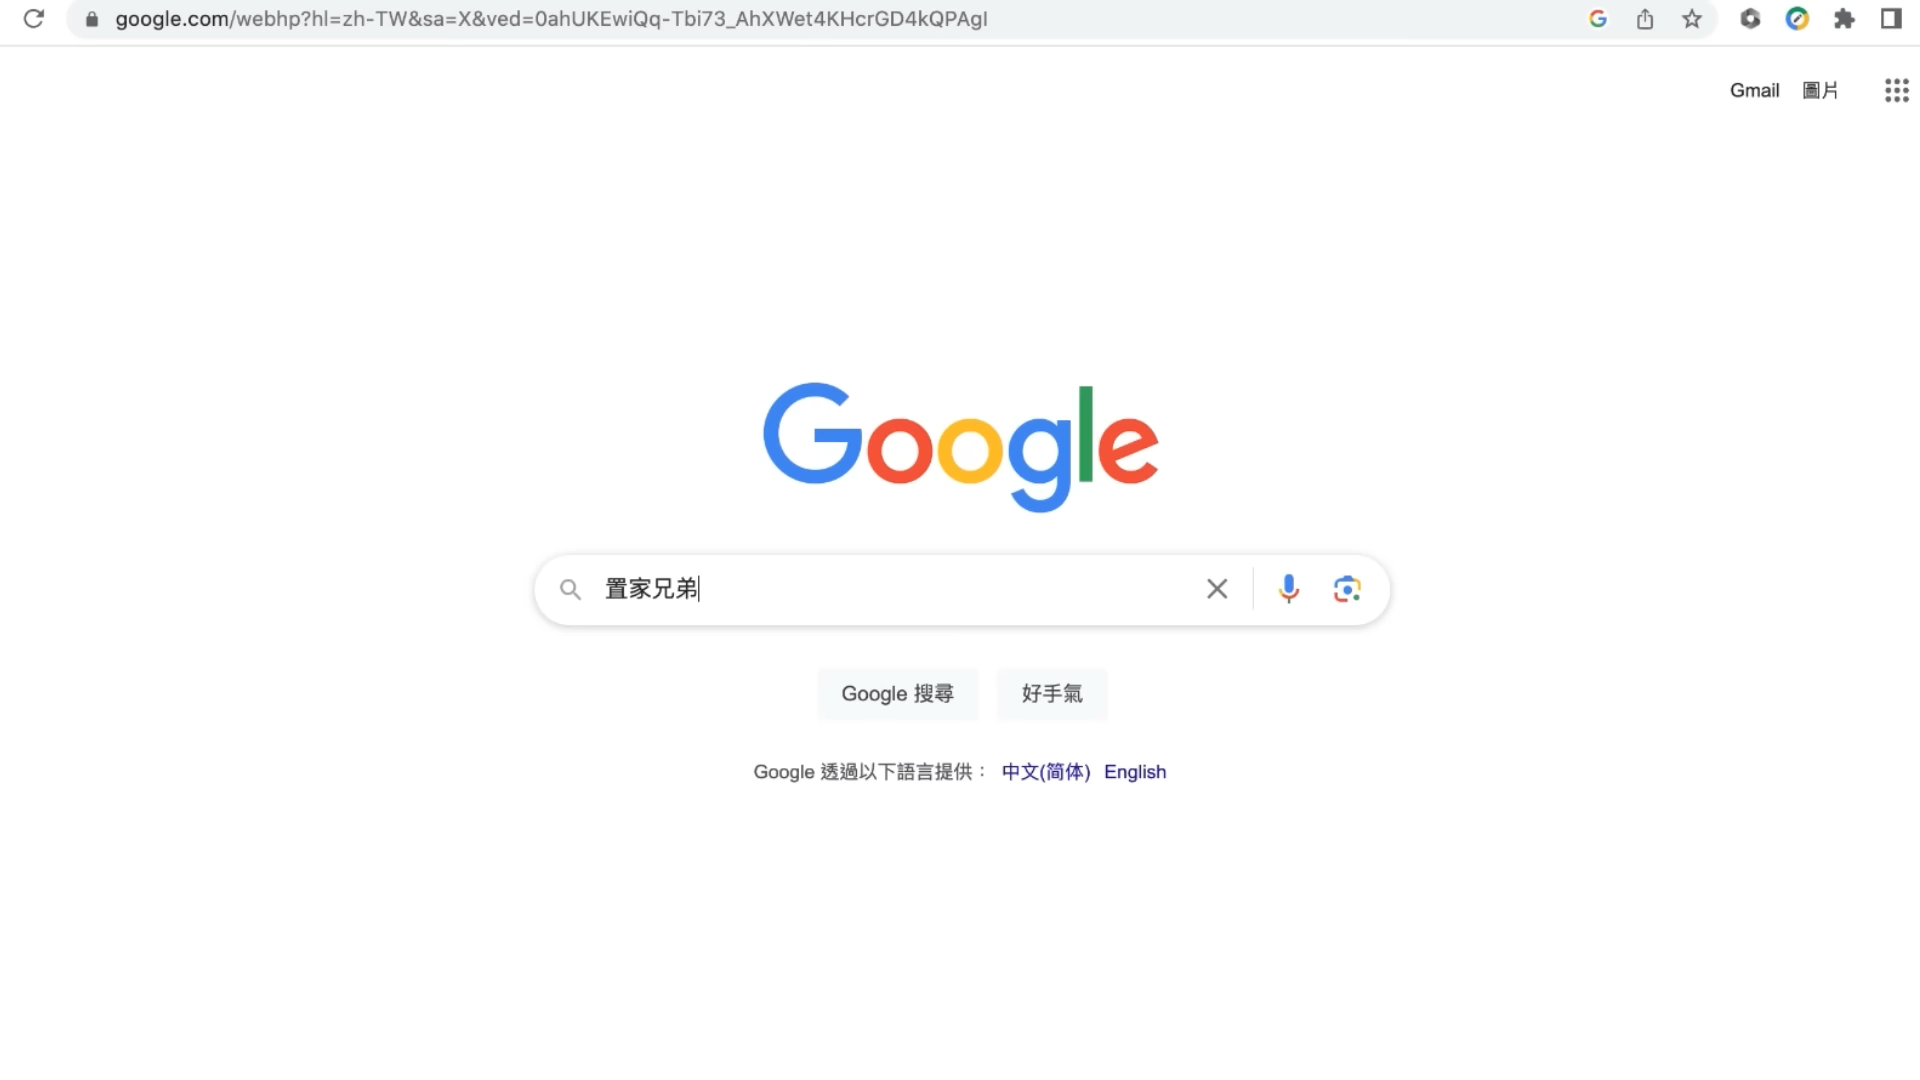 google.com/webhp?hl=zh-TW&sa=X&ved=0ahUKEwiQq-Tbi73_AhXWet4KHcrGD4kQPAgI
Gmail 圖片
Google
置家兄弟
Google 搜尋 好手氣
Google 透過以下語言提供： 中文(简体) English